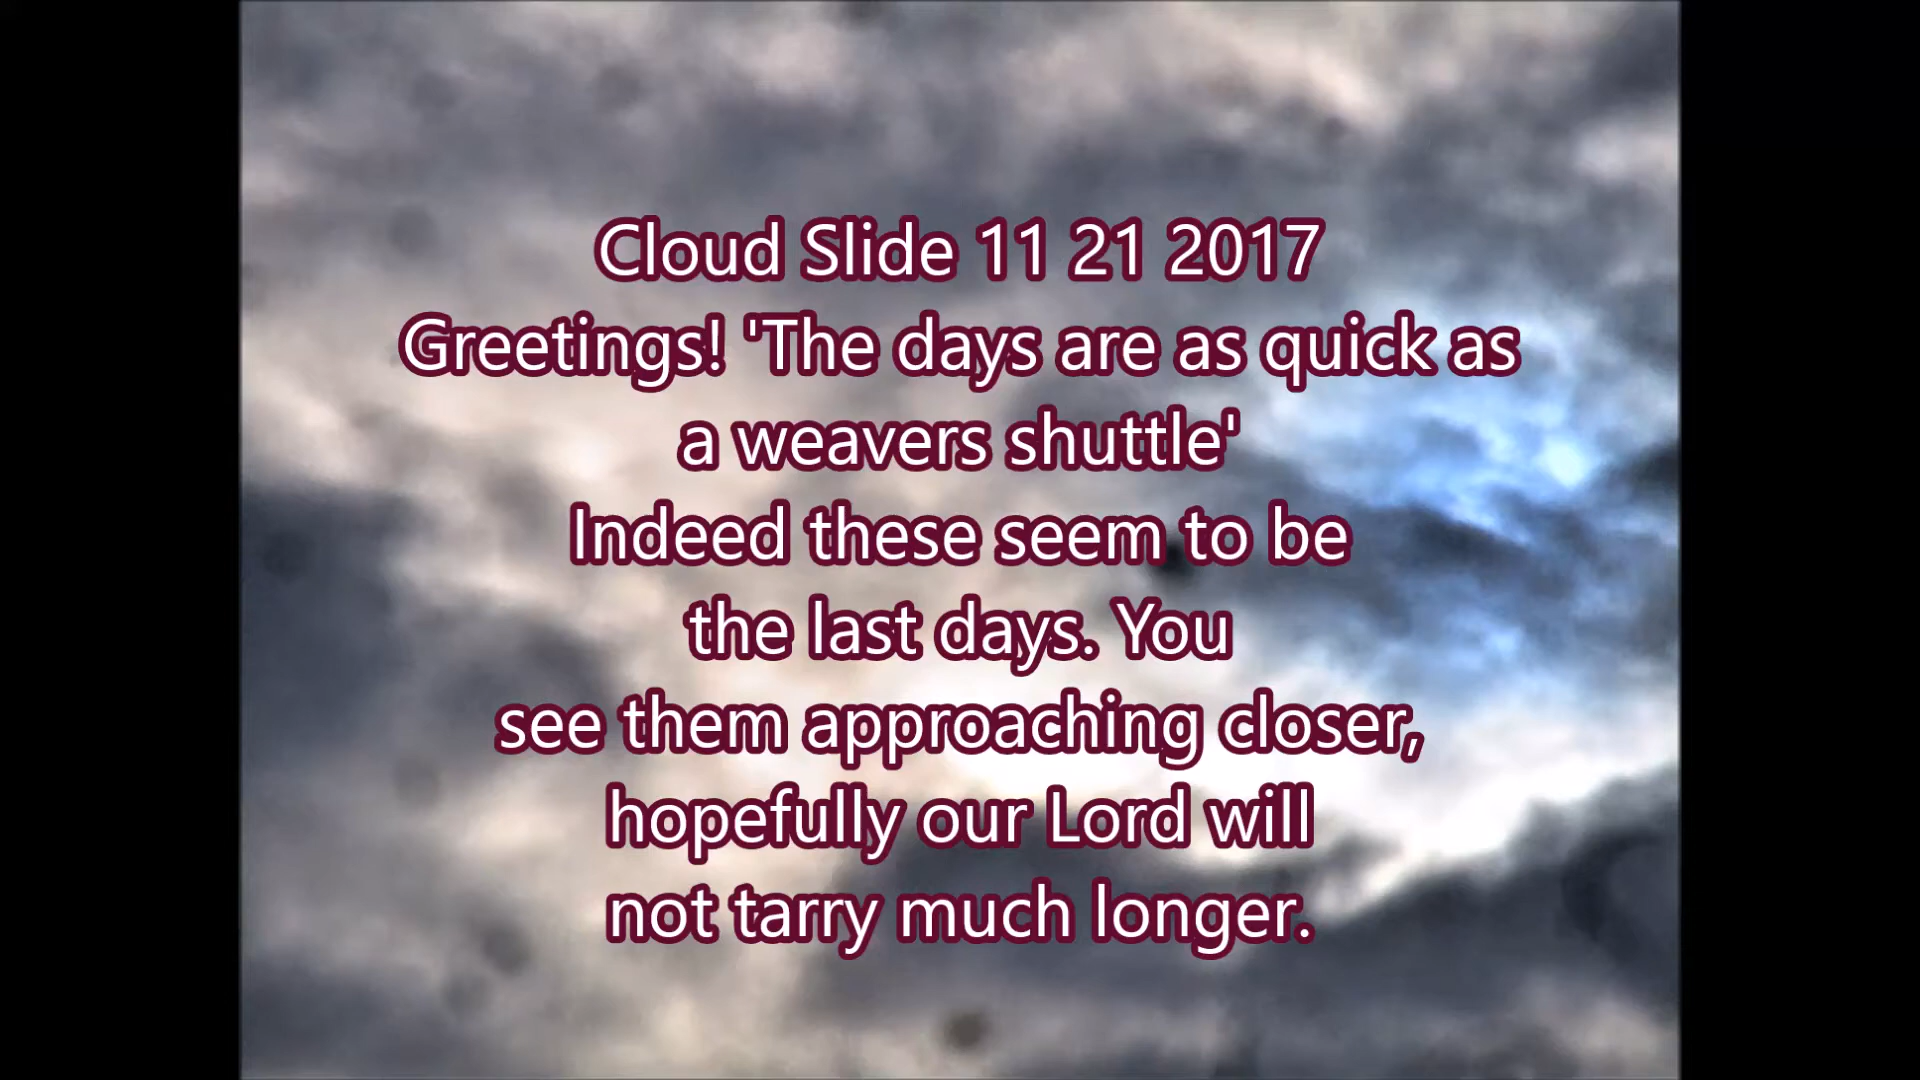 Cloud Slide 11 21 2017
Greetings! 'The days are as quick as
a weavers shuttle'
Indeed these seem to be
the last days. You
see them approaching closer,
hopefully our Lord will
not tarry much longer.